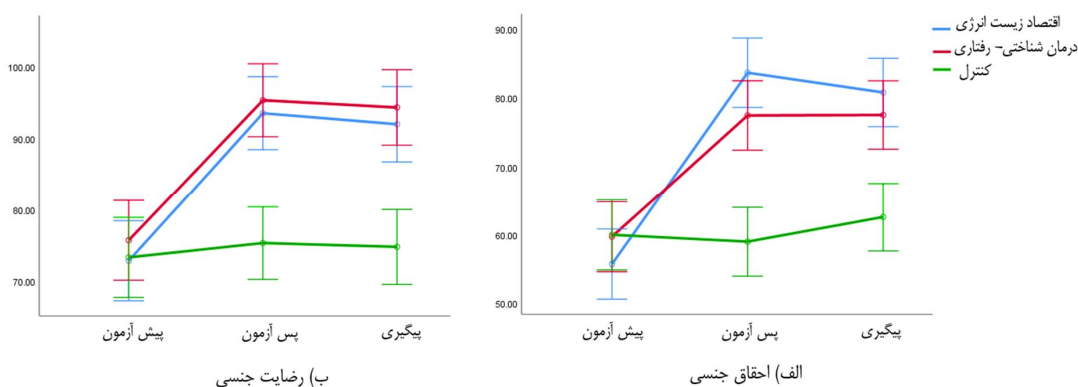 اقتصاد زیست انرژی
درمان شناختی- رفتاری
کنترل
90.00
80.00
70.00
60.00
50.00
پیش آزمون
پس آزمون
پیگیری
الف) احقاق جنسی
100.00
90.00
80.00
70.00
پیش آزمون
پس آزمون
پیگیری
ب) رضایت جنسی